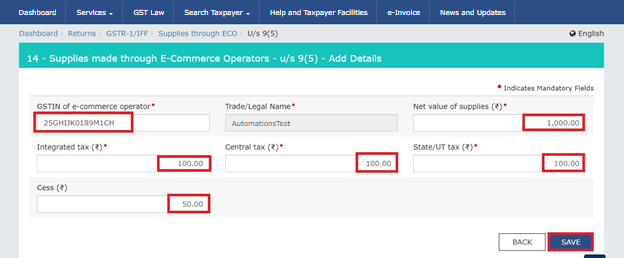 Dashboard Services GST Law Search Taxpayer Help and Taxpayer Facilities e-Invoice News and Updates
Dashboard › Returns › GSTR-1/IFF › Supplies through ECO › U/s 9(5) English
14 - Supplies made through E-Commerce Operators - u/s 9(5) - Add Details
• Indicates Mandatory Fields
GSTIN of e-commerce operator• Trade/Legal Name• Net value of supplies (₹)•
25GHIJK0189M1CH AutomationsTest 1,000.00
Integrated tax (₹)• Central tax (₹)• State/UT tax (₹)•
100.00 100.00 100.00
Cess (₹)
50.00
BACK SAVE